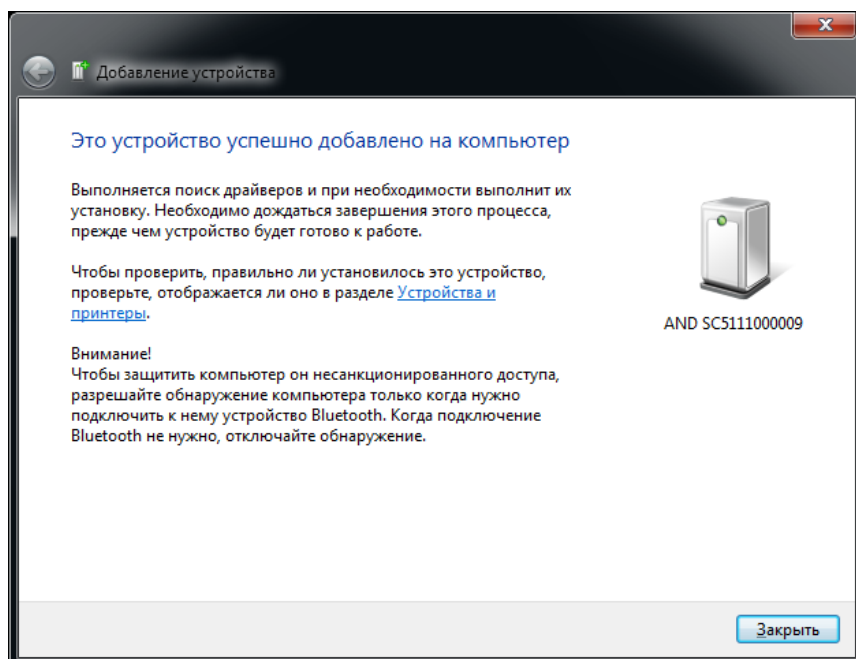 Добавление устройства
Это устройство успешно добавлено на компьютер
Выполняется поиск драйверов и при необходимости выполнит их
установку. Необходимо дождаться завершения этого процесса,
прежде чем устройство будет готово к работе.
Чтобы проверить, правильно ли установилось это устройство,
проверьте, отображается ли оно в разделе Устройства и
принтеры.
AND SC5111000009
Внимание!
Чтобы защитить компьютер он несанкционированного доступа,
разрешайте обнаружение компьютера только когда нужно
подключить к нему устройство Bluetooth. Когда подключение
Bluetooth не нужно, отключайте обнаружение.
Закрыть